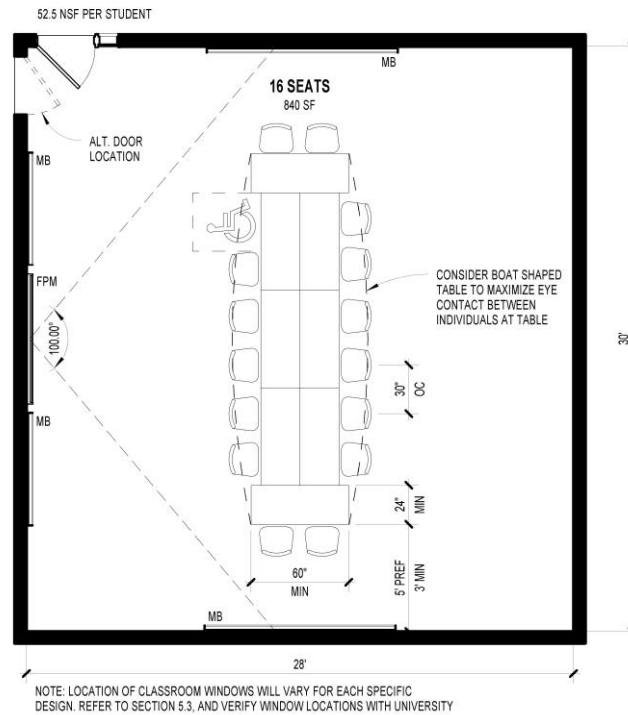 52.5 NSF PER STUDENT
MB
16 SEATS
840 SF
ALT. DOOR
LOCATION
MB
FPM
CONSIDER BOAT SHAPED
TABLE TO MAXIMIZE EYE
CONTACT BETWEEN
INDIVIDUALS AT TABLE
100.00°
30'
30"
OC
MB
24"
MIN
60"
MIN
5' PREF
3' MIN
MB
28'
NOTE: LOCATION OF CLASSROOM WINDOWS WILL VARY FOR EACH SPECIFIC
DESIGN. REFER TO SECTION 5.3, AND VERIFY WINDOW LOCATIONS WITH UNIVERSITY